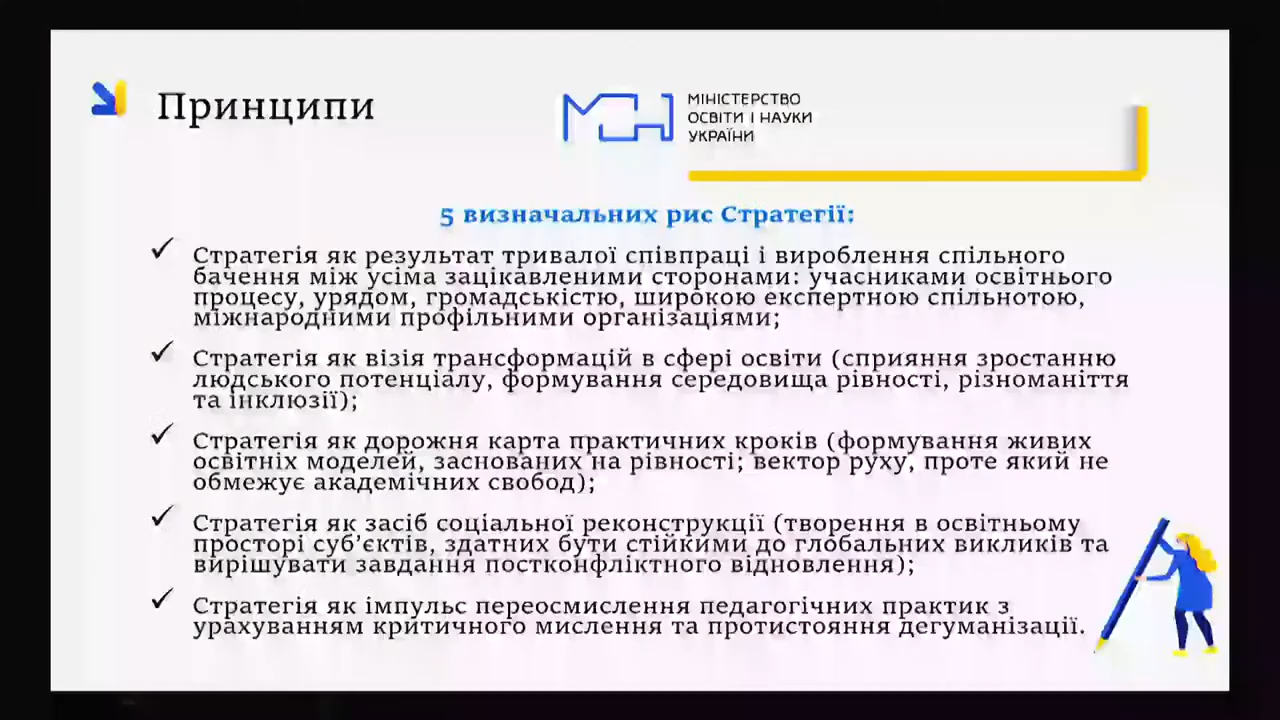 Принципи
МІНІСТЕРСТВО
ОСВІТИ І НАУКИ
УКРАЇНИ
5 визначальних рис Стратегії:
Стратегія як результат тривалої співпраці і вироблення спільного
бачення між усіма зацікавленими сторонами: учасниками освітнього
процесу, урядом, громадськістю, широкою експертною спільнотою,
міжнародними профільними організаціями;
Стратегія як візія трансформацій в сфері освіти (сприяння зростанню
людського потенціалу, формування середовища рівності, різноманіття
та інклюзії);
Стратегія як дорожня карта практичних кроків (формування живих
освітніх моделей, заснованих на рівності; вектор руху, проте який не
обмежує академічних свобод);
Стратегія як засіб соціальної реконструкції (творення в освітньому
просторі суб’єктів, здатних бути стійкими до глобальних викликів та
вирішувати завдання постконфліктного відновлення);
Стратегія як імпульс переосмислення педагогічних практик з
урахуванням критичного мислення та протистояння дегуманізації.